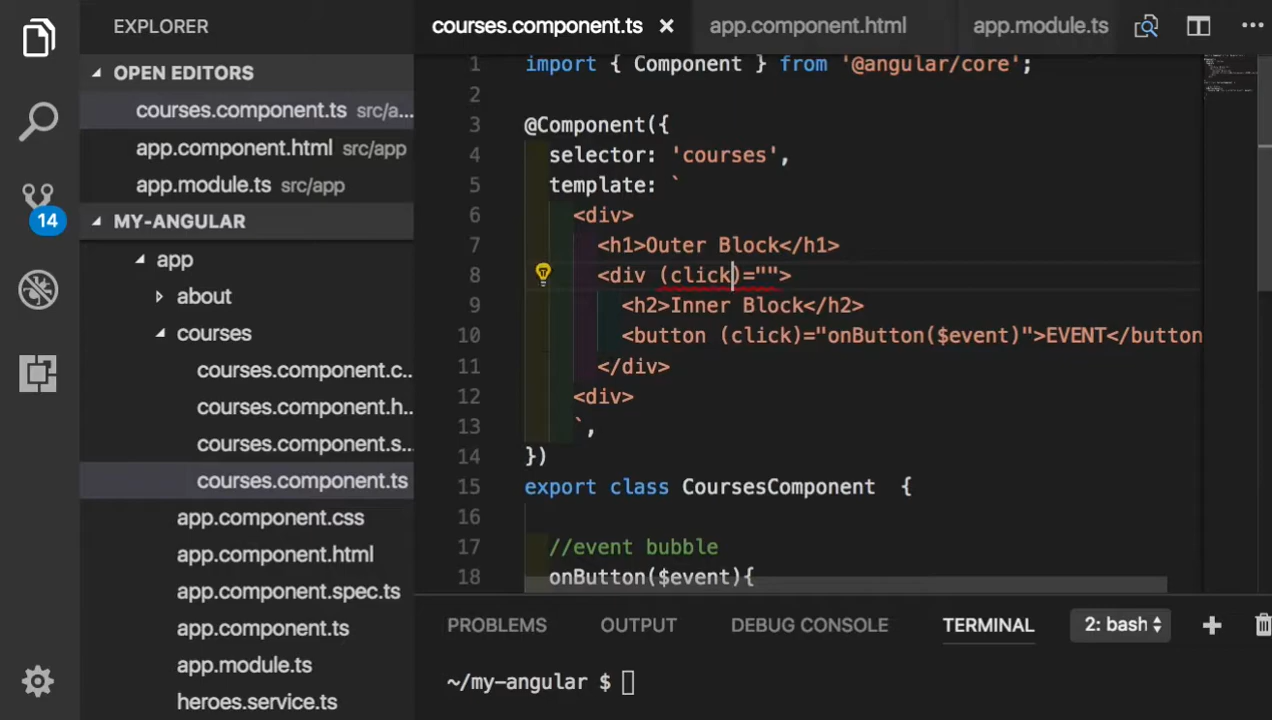 EXPLORER
OPEN EDITORS
courses.component.ts src/a...
app.component.html src/app
app.module.ts src/app
14
MY-ANGULAR
app
about
courses
courses.component.c...
courses.component.h...
courses.component.s...
courses.component.ts
app.component.css
app.component.html
app.component.spec.ts
app.component.ts
app.module.ts
heroes.service.ts
courses.component.ts app.component.html app.module.ts
1 import { Component } from '@angular/core';
2
3 @Component({
4 selector: 'courses',
5 template: `
6 <div>
7 <h1>Outer Block</h1>
8 <div (click)="">
9 <h2>Inner Block</h2>
10 <button (click)="onButton($event)">EVENT</button
11 </div>
12 <div>
13 `,
14 })
15 export class CoursesComponent {
16
17 //event bubble
18 onButton($event){
PROBLEMS OUTPUT DEBUG CONSOLE TERMINAL 2: bash
~/my-angular $